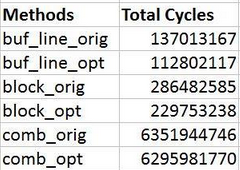 Methods Total Cycles
buf_line_orig 137013167
buf_line_opt 112802117
block_orig 286482585
block_opt 229753238
comb_orig 6351944746
comb_opt 6295981770